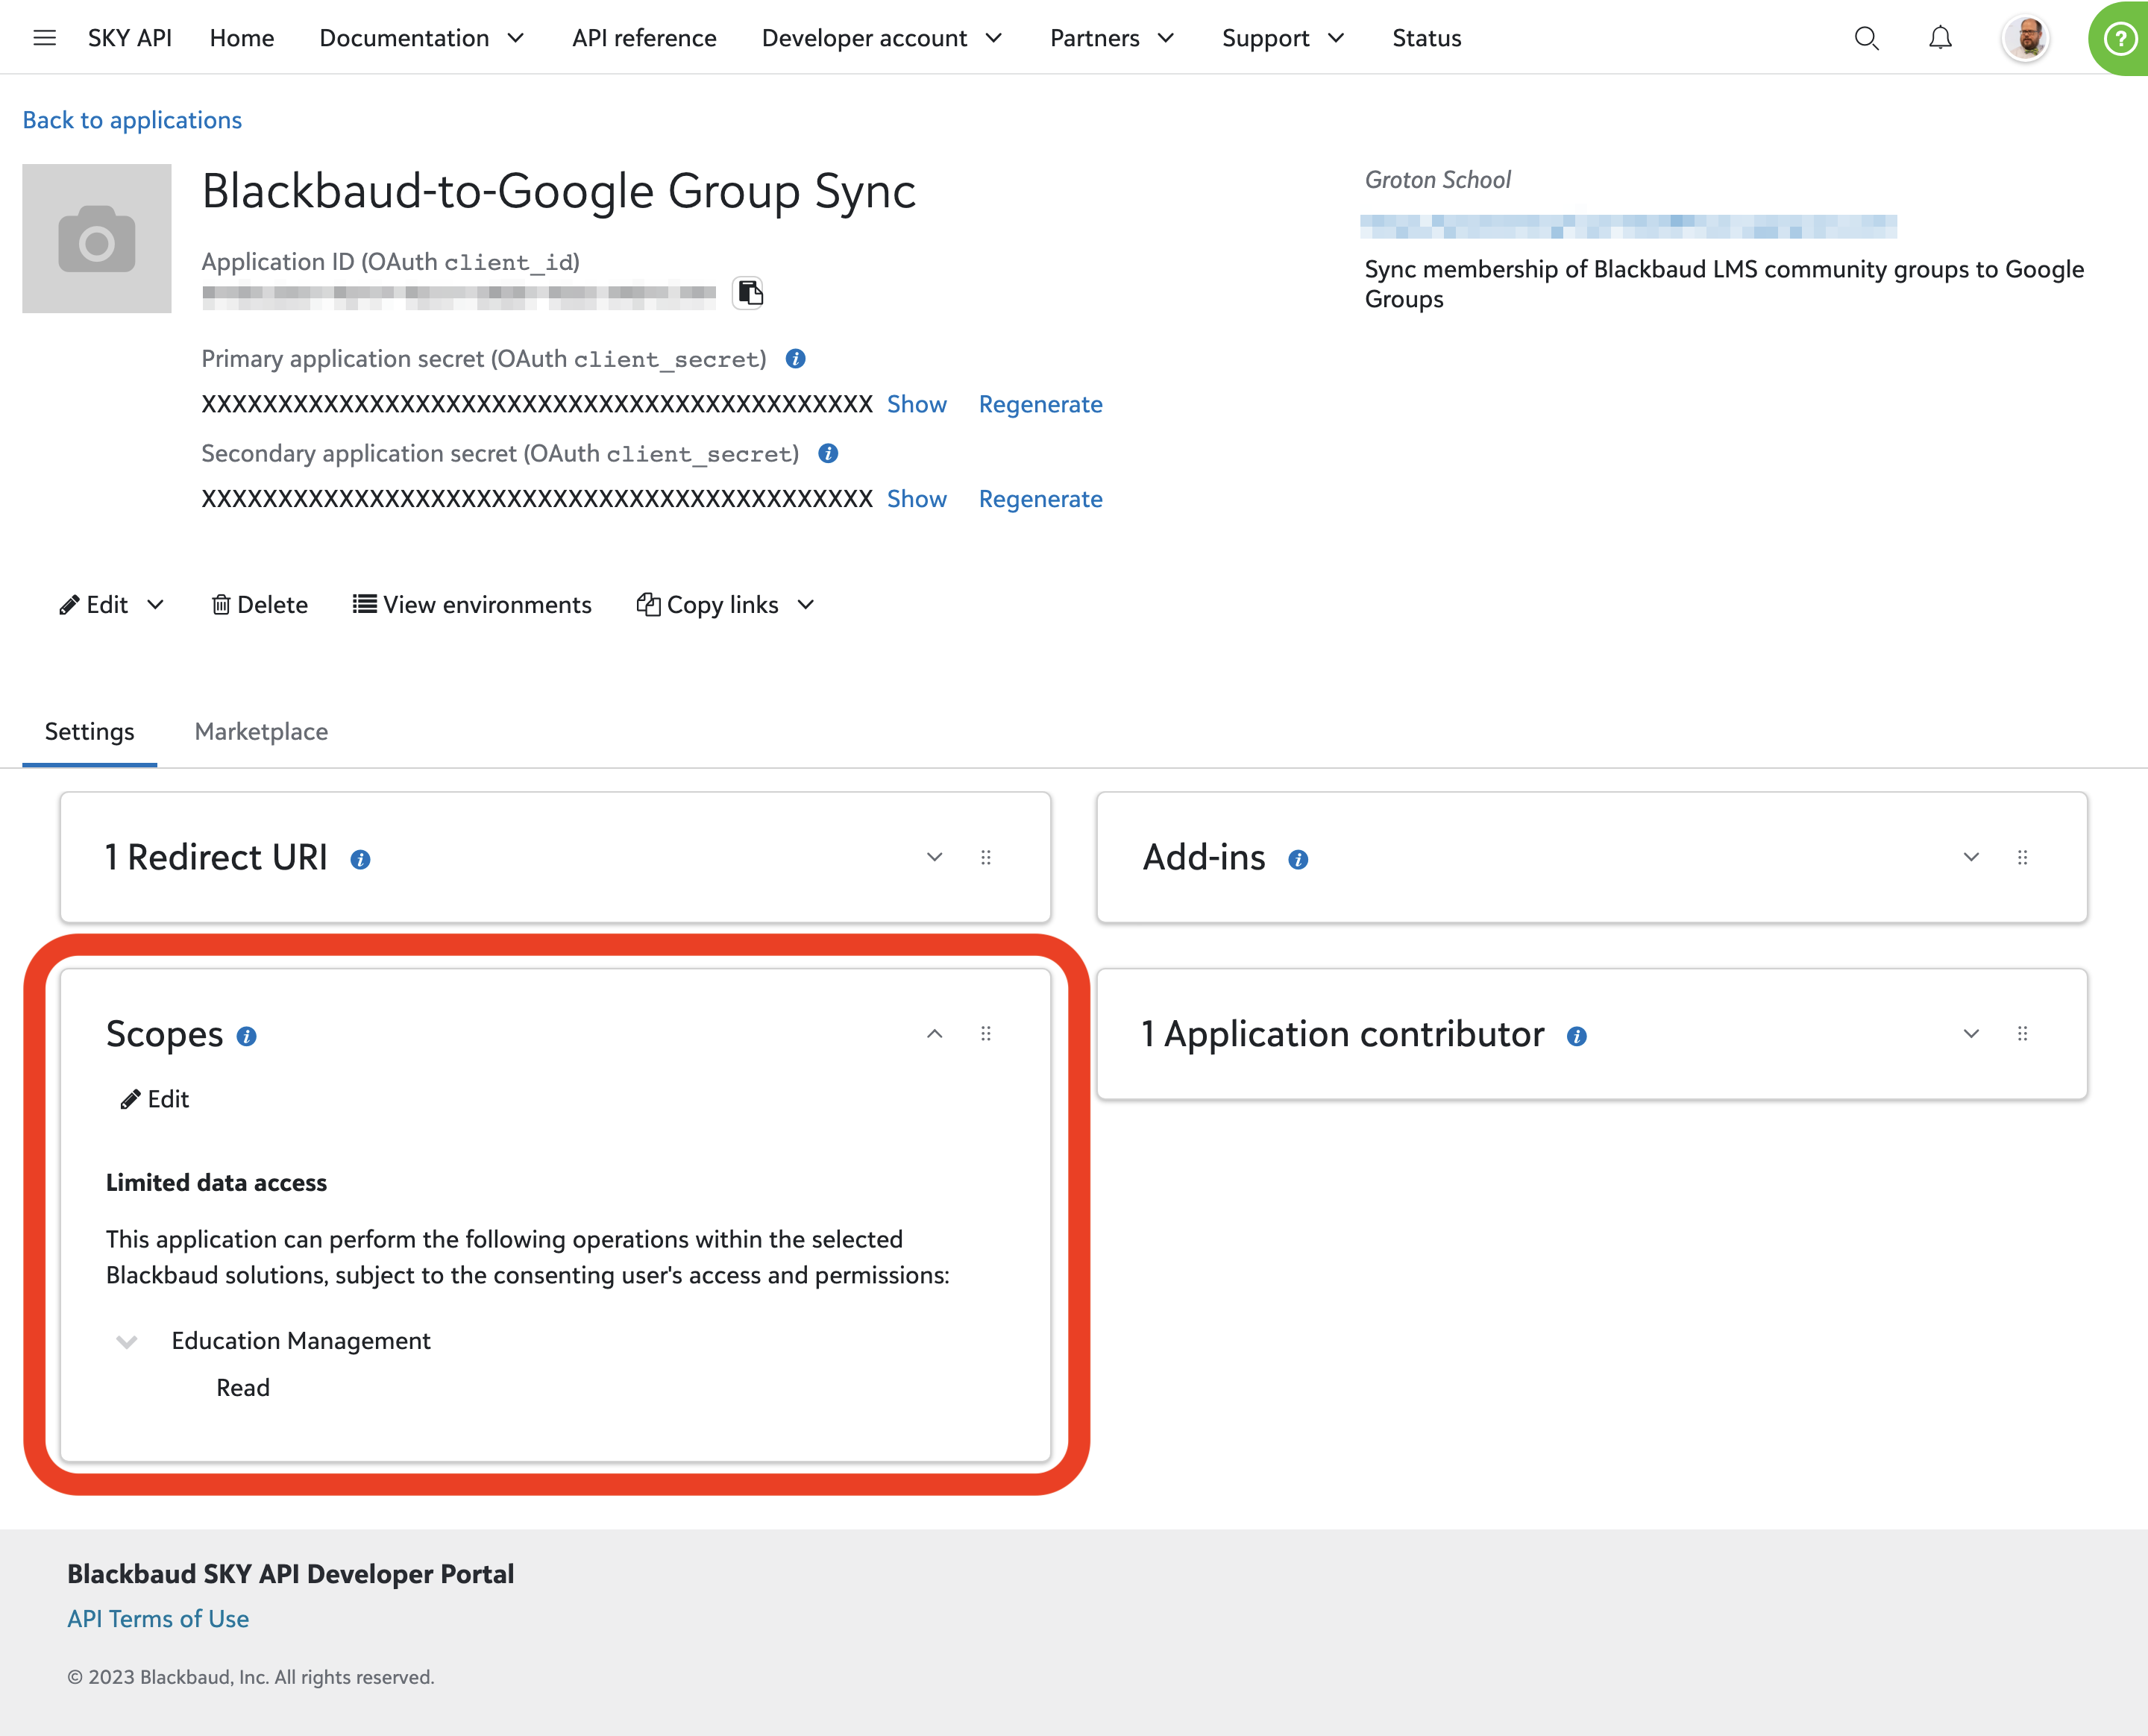 SKY API Home Documentation API reference Developer account Partners Support Status
Back to applications
Blackbaud-to-Google Group Sync
Application ID (OAuth client_id)
Primary application secret (OAuth client_secret)
XXXXXXXXXXXXXXXXXXXXXXXXXXXXXXXXXXXXXXXXXXXX Show Regenerate
Secondary application secret (OAuth client_secret)
XXXXXXXXXXXXXXXXXXXXXXXXXXXXXXXXXXXXXXXXXXXX Show Regenerate
Groton School
Sync membership of Blackbaud LMS community groups to Google
Groups
Edit Delete View environments Copy links
Settings Marketplace
1 Redirect URI
Add-ins
Scopes
Edit
Limited data access
This application can perform the following operations within the selected
Blackbaud solutions, subject to the consenting user's access and permissions:
Education Management
Read
1 Application contributor
Blackbaud SKY API Developer Portal
API Terms of Use
© 2023 Blackbaud, Inc. All rights reserved.